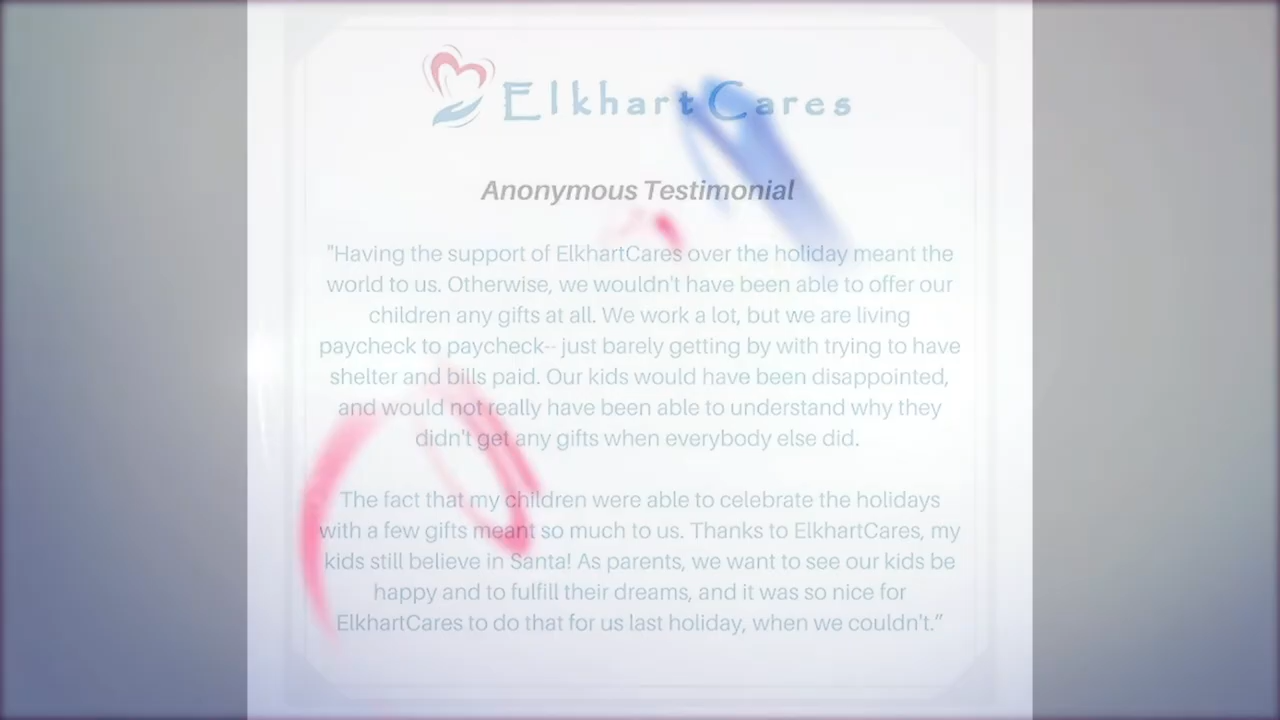 ElkhartCares
Anonymous Testimonial
"Having the support of ElkhartCares over the holiday meant the
world to us. Otherwise, we wouldn't have been able to offer our
children any gifts at all. We work a lot, but we are living
paycheck to paycheck-- just barely getting by with trying to have
shelter and bills paid. Our kids would have been disappointed,
and would not really have been able to understand why they
didn't get any gifts when everybody else did.
The fact that my children were able to celebrate the holidays
with a few gifts meant so much to us. Thanks to ElkhartCares, my
kids still believe in Santa! As parents, we want to see our kids be
happy and to fulfill their dreams, and it was so nice for
ElkhartCares to do that for us last holiday, when we couldn't.”